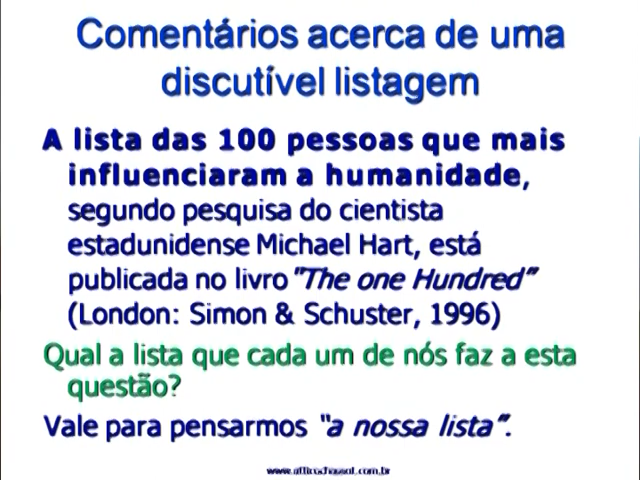 Comentários acerca de uma
discutível listagem
A lista das 100 pessoas que mais
influenciaram a humanidade,
segundo pesquisa do cientista
estadunidense Michael Hart, está
publicada no livro "The one Hundred"
(London: Simon & Schuster, 1996)
Qual a lista que cada um de nós faz a esta
questão?
Vale para pensarmos "a nossa lista".